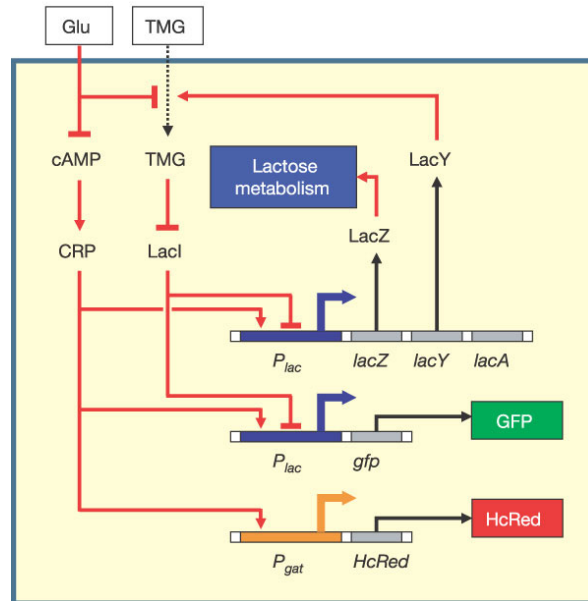 Glu
TMG
cAMP
TMG
Lactose
metabolism
LacY
CRP
LacI
LacZ
Plac
lacZ
lacY
lacA
Plac
gfp
GFP
Pgat
HcRed
HcRed